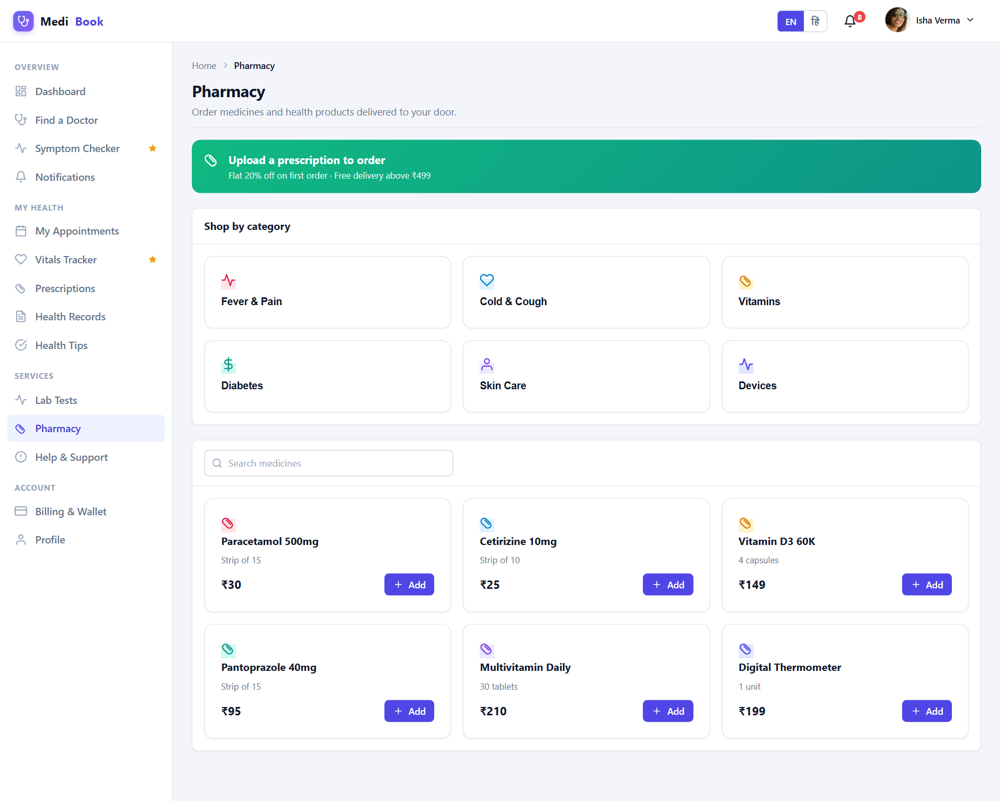 Medi Book
EN हिं 8 Isha Verma
OVERVIEW
Dashboard
Find a Doctor
Symptom Checker
Notifications
MY HEALTH
My Appointments
Vitals Tracker
Prescriptions
Health Records
Health Tips
SERVICES
Lab Tests
Pharmacy
Help & Support
ACCOUNT
Billing & Wallet
Profile
Home > Pharmacy
Pharmacy
Order medicines and health products delivered to your door.
Upload a prescription to order
Flat 20% off on first order · Free delivery above ₹499
Shop by category
Fever & Pain
Cold & Cough
Vitamins
Diabetes
Skin Care
Devices
Search medicines
Paracetamol 500mg
Strip of 15
₹30 + Add
Cetirizine 10mg
Strip of 10
₹25 + Add
Vitamin D3 60K
4 capsules
₹149 + Add
Pantoprazole 40mg
Strip of 15
₹95 + Add
Multivitamin Daily
30 tablets
₹210 + Add
Digital Thermometer
1 unit
₹199 + Add